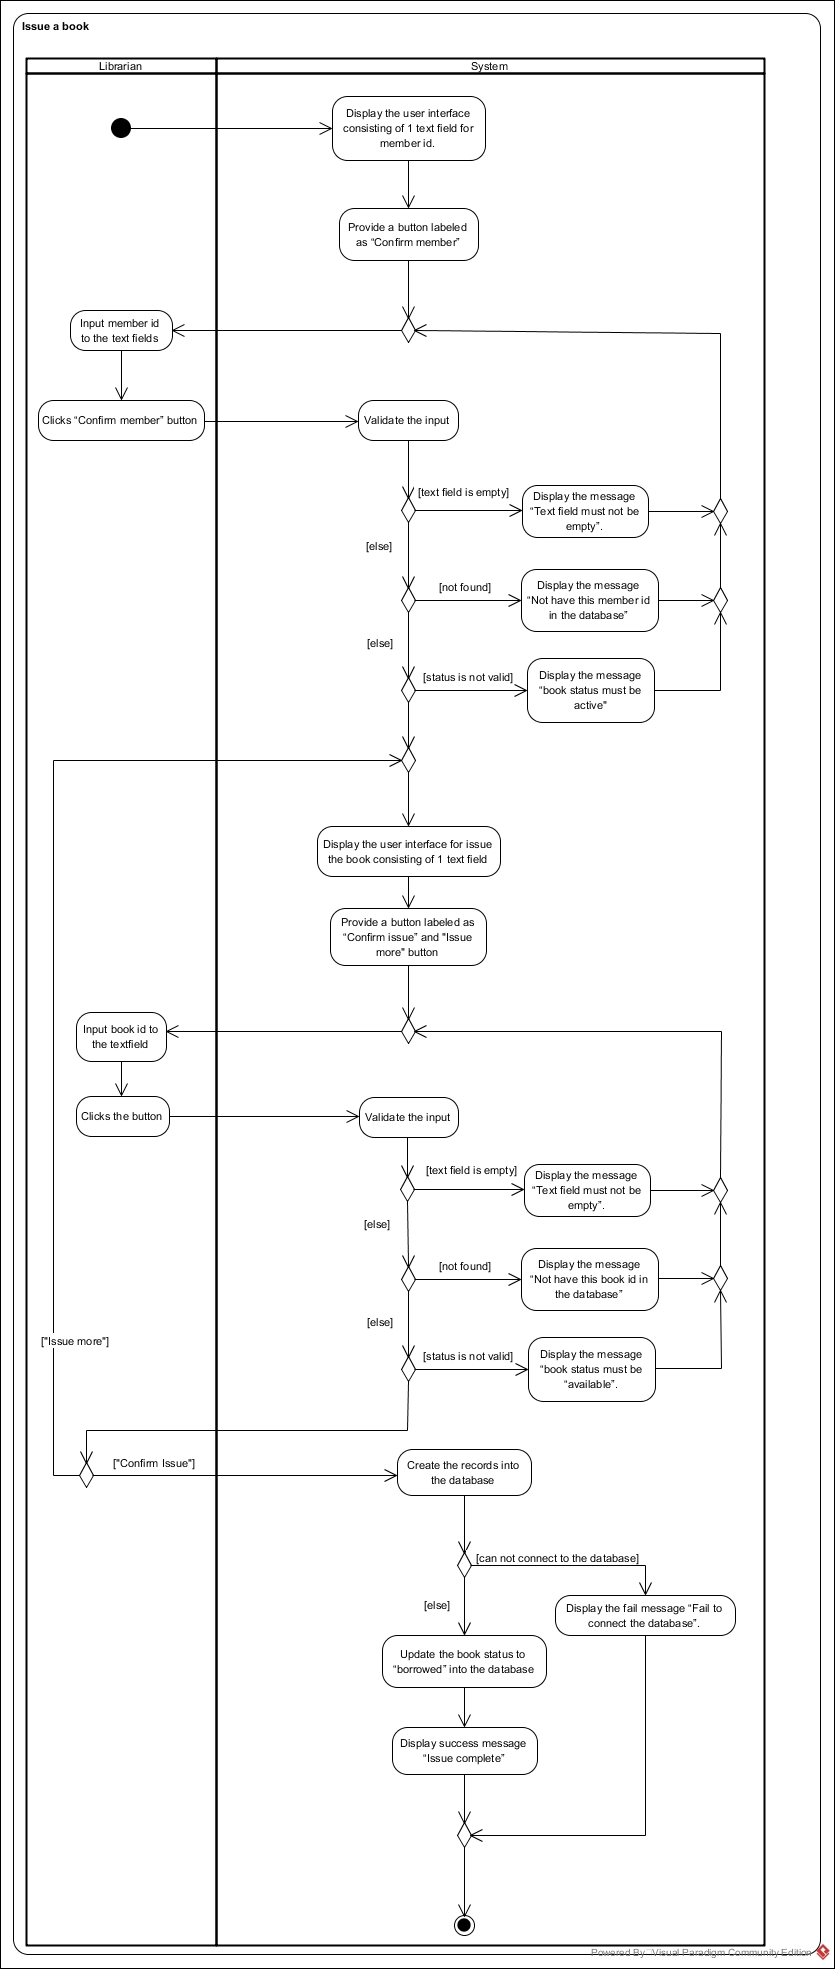 Issue a book
Librarian
System
Display the user interface
consisting of 1 text field for
member id.
Provide a button labeled
as “Confirm member”
Input member id
to the text fields
Clicks “Confirm member” button
Validate the input
[text field is empty]
Display the message
“Text field must not be
empty”.
[else]
[not found]
Display the message
“Not have this member id
in the database”
[else]
[status is not valid]
Display the message
“book status must be
active"
Display the user interface for issue
the book consisting of 1 text field
Provide a button labeled as
“Confirm issue” and "Issue
more" button
Input book id to
the textfield
Clicks the button
Validate the input
[text field is empty]
Display the message
“Text field must not be
empty”.
[else]
[not found]
Display the message
“Not have this book id in
the database”
[else]
["Issue more"]
[status is not valid]
Display the message
“book status must be
“available”.
["Confirm Issue"]
Create the records into
the database
[can not connect to the database]
[else]
Display the fail message “Fail to
connect the database”.
Update the book status to
“borrowed” into the database
Display success message
“Issue complete”
Powered By Visual Paradigm Community Edition